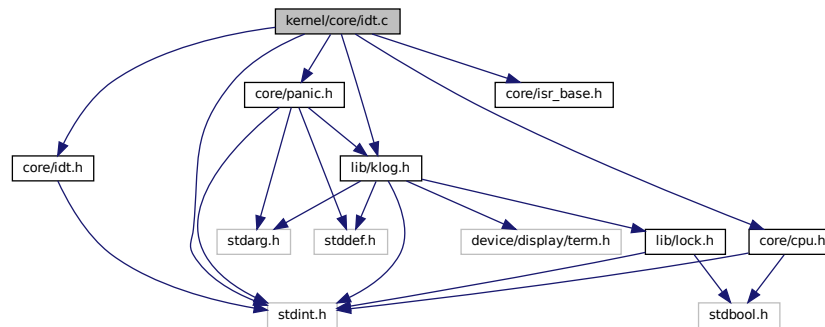 kernel/core/idt.c
core/panic.h
core/isr_base.h
core/idt.h
lib/klog.h
stdarg.h
stddef.h
device/display/term.h
lib/lock.h
core/cpu.h
stdint.h
stdbool.h